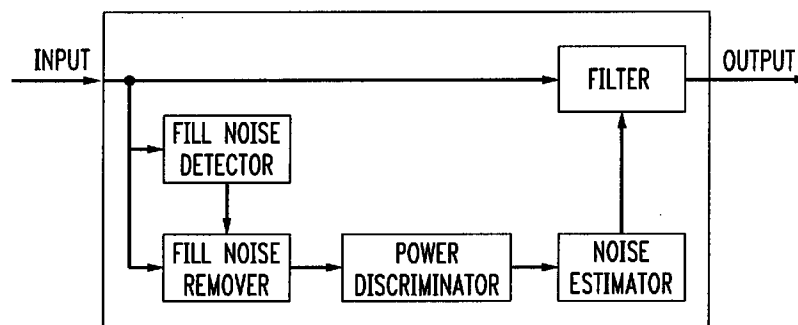 INPUT
FILTER
OUTPUT
FILL NOISE
DETECTOR
FILL NOISE
REMOVER
POWER
DISCRIMINATOR
NOISE
ESTIMATOR